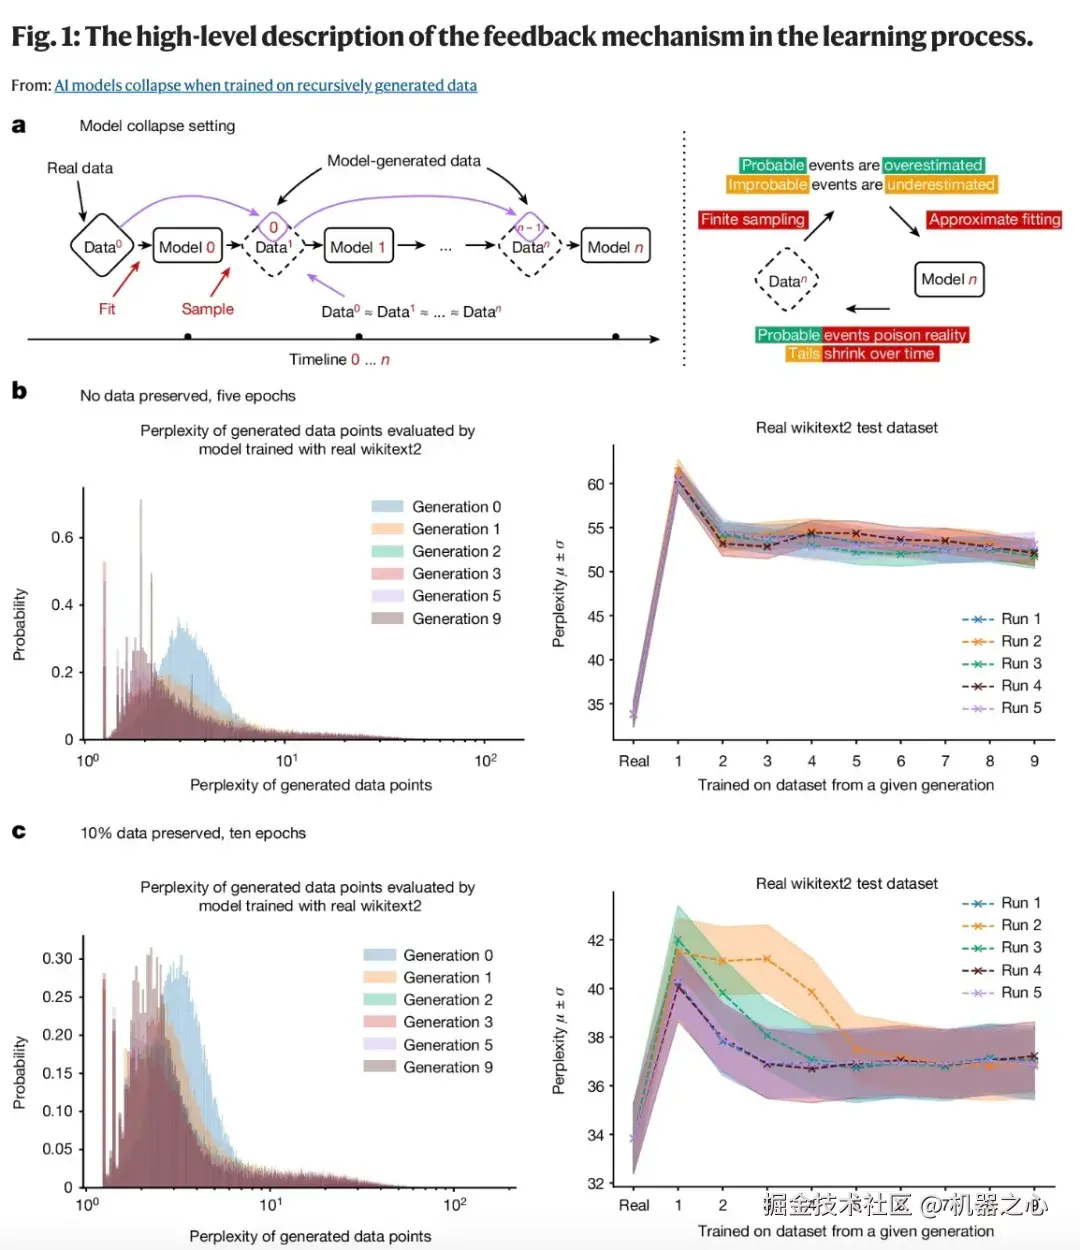 Fig. 1: The high-level description of the feedback mechanism in the learning process.
From: AI models collapse when trained on recursively generated data
a
Model collapse setting
Real data
Model-generated data
Data⁰
Model 0
0
Data¹
Model 1
...
n − 1
Dataⁿ
Model n
Fit
Sample
Data⁰ ≈ Data¹ ≈ ... ≈ Dataⁿ
Timeline 0 ... n
Probable events are overestimated
Improbable events are underestimated
Finite sampling
Approximate fitting
Dataⁿ
Model n
Probable events poison reality
Tails shrink over time
b
No data preserved, five epochs
Perplexity of generated data points evaluated by
model trained with real wikitext2
Probability
0.6
0.4
0.2
0
10⁰
10¹
10²
Perplexity of generated data points
Generation 0
Generation 1
Generation 2
Generation 3
Generation 5
Generation 9
Real wikitext2 test dataset
Perplexity μ ± σ
60
55
50
45
40
35
Run 1
Run 2
Run 3
Run 4
Run 5
Real 1 2 3 4 5 6 7 8 9
Trained on dataset from a given generation
c
10% data preserved, ten epochs
Perplexity of generated data points evaluated by
model trained with real wikitext2
Probability
0.30
0.25
0.20
0.15
0.10
0.05
0
10⁰
10¹
10²
Perplexity of generated data points
Generation 0
Generation 1
Generation 2
Generation 3
Generation 5
Generation 9
Real wikitext2 test dataset
Perplexity μ ± σ
42
40
38
36
34
32
Run 1
Run 2
Run 3
Run 4
Run 5
Real 1 2
掘金技术社区 @机器之心
Trained on dataset from a given generation